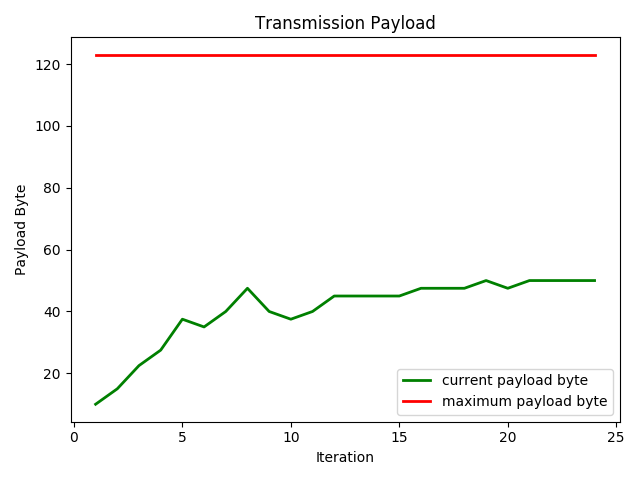 Transmission Payload
120
100
80
60
40
20
Payload Byte
0
5
10
15
20
25
Iteration
current payload byte
maximum payload byte